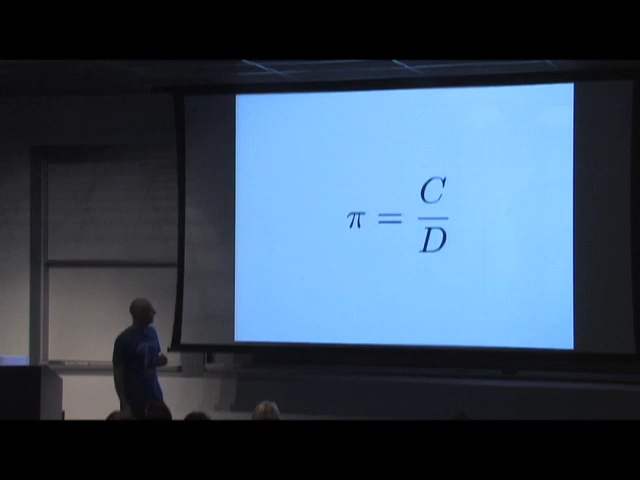 π = C/D